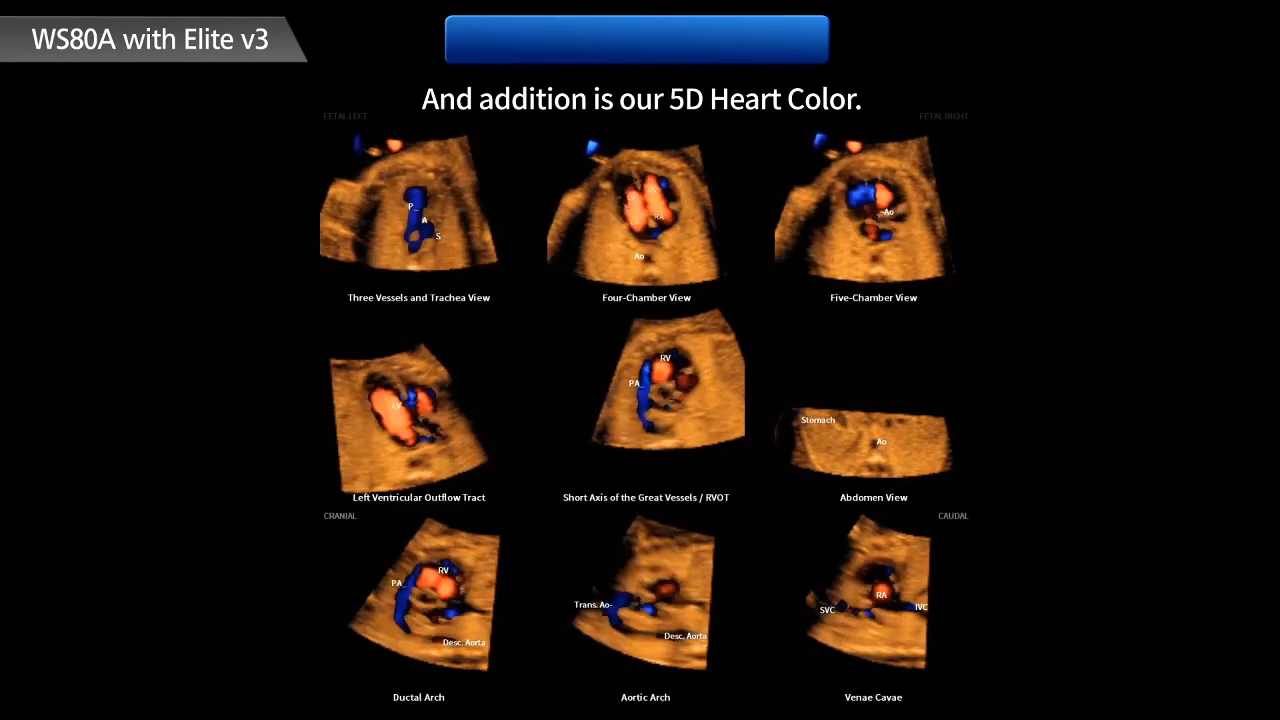 WS80A with Elite v3
And addition is our 5D Heart Color.
FETAL LEFT
FETAL RIGHT
P
A
S
Ao
RA
Ao
Three Vessels and Trachea View
Four-Chamber View
Five-Chamber View
LV
RV
PA
Stomach
Ao
Left Ventricular Outflow Tract
Short Axis of the Great Vessels / RVOT
Abdomen View
CRANIAL
CAUDAL
PA
RV
Desc. Aorta
Trans. Ao-
Desc. Aorta
SVC
RA
IVC
Ductal Arch
Aortic Arch
Venae Cavae